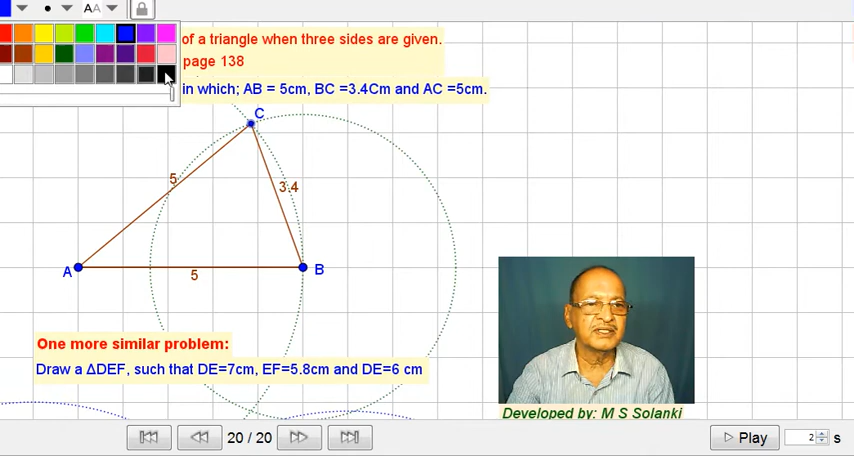 AA
of a triangle when three sides are given.
page 138
in which; AB = 5cm, BC =3.4Cm and AC =5cm.
C
5
3.4
A
B
5
One more similar problem:
Draw a ΔDEF, such that DE=7cm, EF=5.8cm and DE=6 cm
Developed by: M S Solanki
20 / 20
Play
2
s